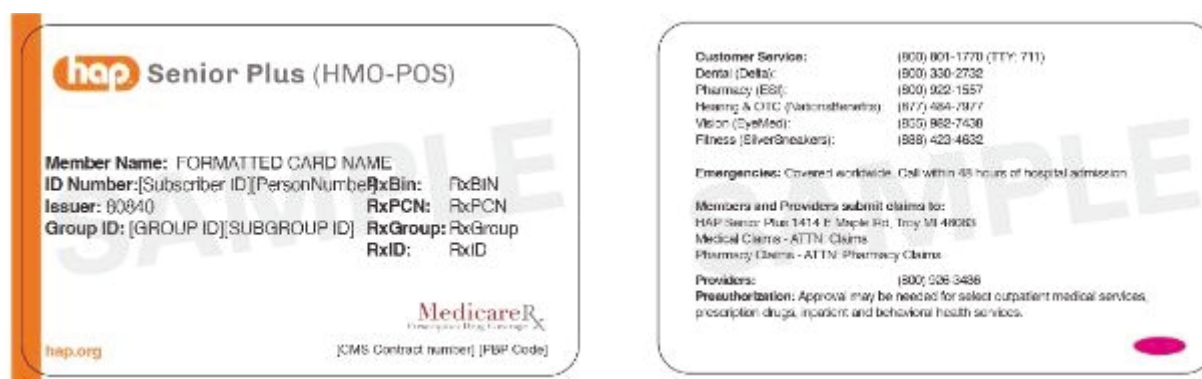 hap Senior Plus (HMO-POS)
Member Name: FORMATTED CARD NAME
ID Number:[Subscriber ID][PersonNumber]
Issuer: 80840
Group ID: [GROUP ID][SUBGROUP ID]
RxBin: RxBIN
RxPCN: RxPCN
RxGroup: RxGroup
RxID: RxID
SAMPLE
MedicareRx
Prescription Drug Coverage
hap.org
[CMS Contract number] [PBP Code]
Customer Service: (800) 801-1770 (TTY: 711)
Dental (Delta): (800) 330-2732
Pharmacy (ESI): (800) 922-1557
Hearing & OTC (NationsBenefits): (877) 484-7977
Vision (EyeMed):
Fitness (SilverSneakers): (888) 423-4632
Emergencies: Covered worldwide. Call within 48 hours of hospital admission
Members and Providers submit claims to:
HAP Senior Plus 1414 E Maple Rd, Troy MI 48083
Medical Claims - ATTN: Claims
Pharmacy Claims - ATTN: Pharmacy Claims
Providers: (800) 926-3486
Preauthorization: Approval may be needed for select outpatient medical services,
prescription drugs, inpatient and behavioral health services.
SAMPLE